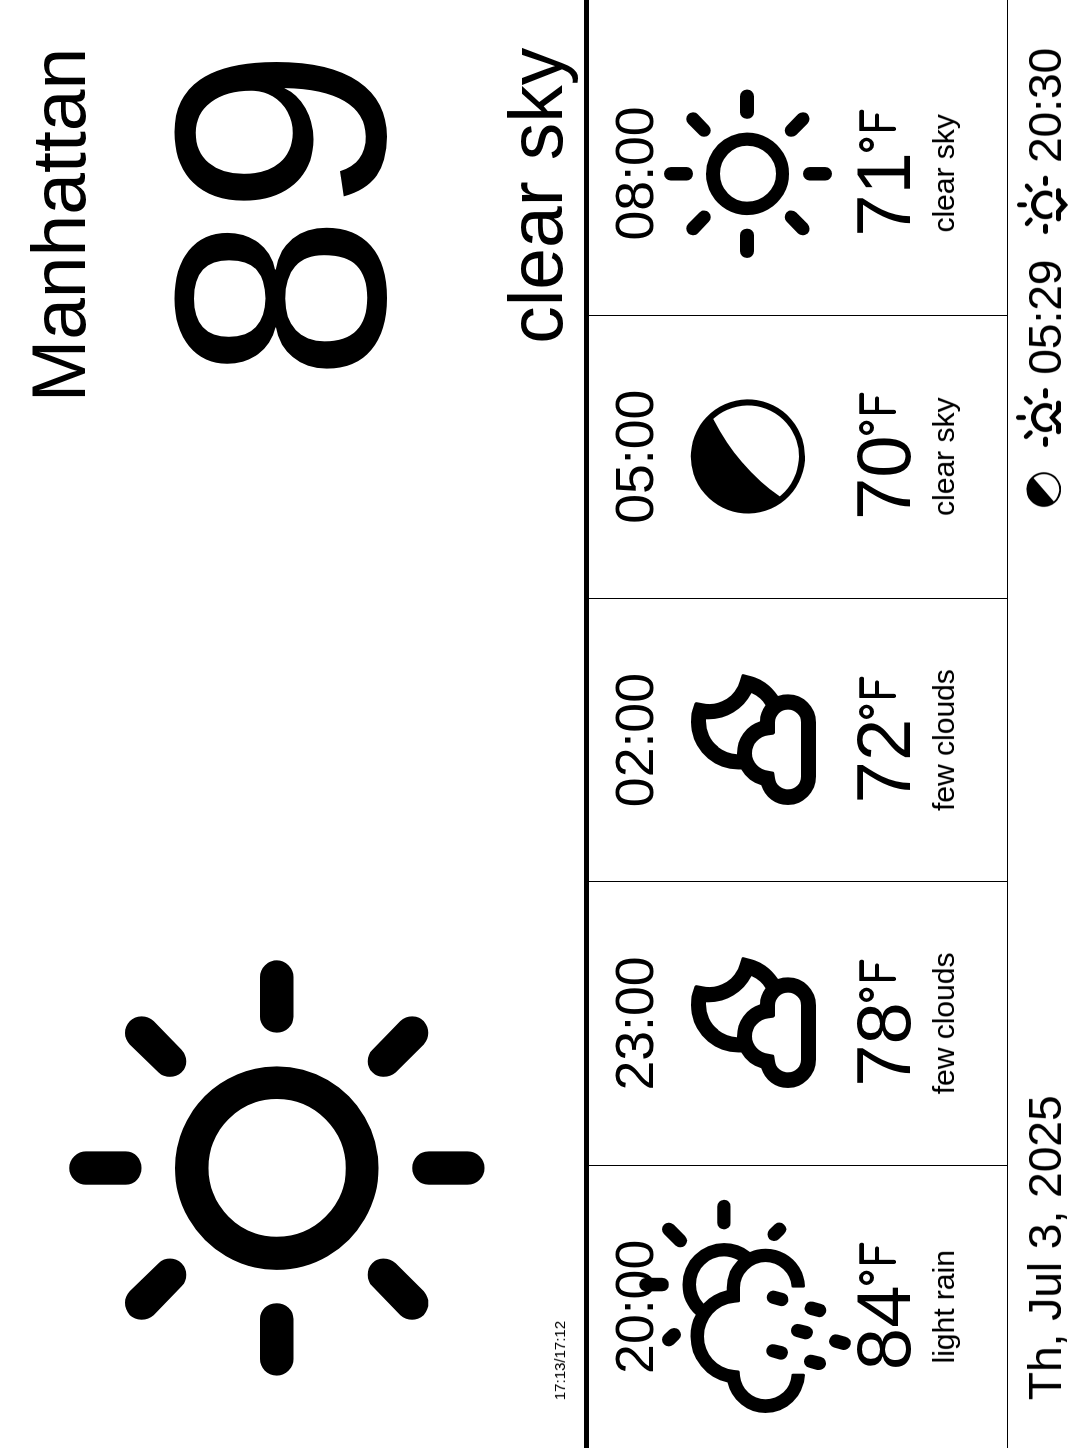 Manhattan
89
clear sky
17:13/17:12
20:00
84°F
light rain
23:00
78°F
few clouds
02:00
72°F
few clouds
05:00
70°F
clear sky
08:00
71°F
clear sky
Th, Jul 3, 2025 05:29 20:30